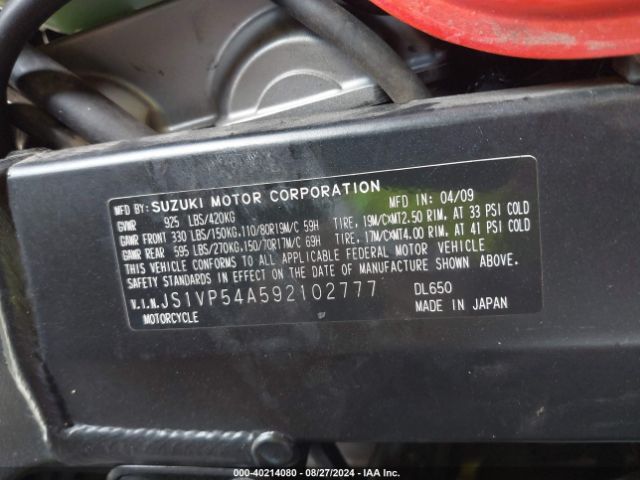 MFD BY: SUZUKI MOTOR CORPORATION MFD IN: 04/09
GVWR 925 LBS/420KG
GAWR FRONT 330 LBS/150KG,110/80R19M/C 59H TIRE, 19M/CXMT2.50 RIM, AT 33 PSI COLD
GAWR REAR 595 LBS/270KG,150/70R17M/C 69H TIRE, 17M/CXMT4.00 RIM, AT 41 PSI COLD
THIS VEHICLE CONFORMS TO ALL APPLICABLE FEDERAL MOTOR VEHICLE
SAFETY STANDARDS IN EFFECT ON THE DATE OF MANUFACTURE SHOWN ABOVE.
V.I.N. JS1VP54A592102777 DL650
MOTORCYCLE MADE IN JAPAN
000-40214080 - 08/27/2024 - IAA Inc.